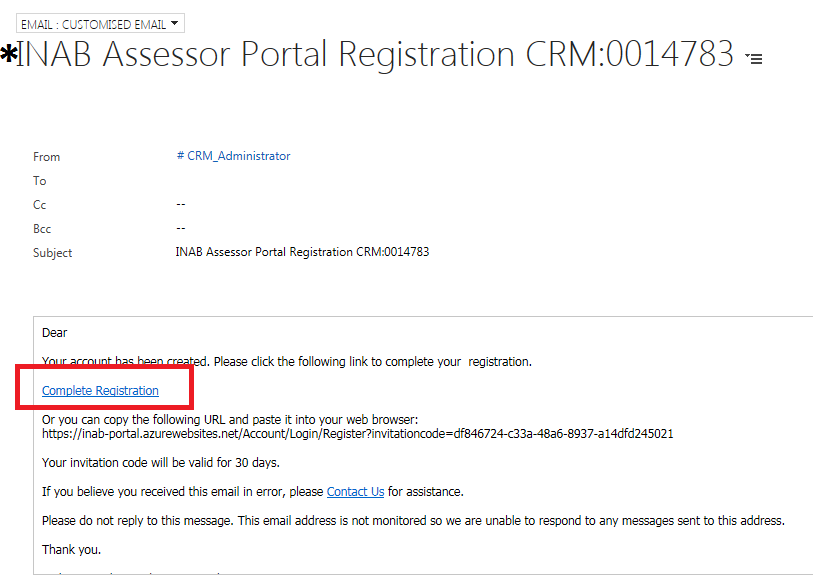 EMAIL : CUSTOMISED EMAIL
*INAB Assessor Portal Registration CRM:0014783
From # CRM_Administrator
To
Cc --
Bcc --
Subject INAB Assessor Portal Registration CRM:0014783
Dear
Your account has been created. Please click the following link to complete your  registration.
Complete Registration
Or you can copy the following URL and paste it into your web browser:
https://inab-portal.azurewebsites.net/Account/Login/Register?invitationcode=df846724-c33a-48a6-8937-a14dfd245021
Your invitation code will be valid for 30 days.
If you believe you received this email in error, please Contact Us for assistance.
Please do not reply to this message. This email address is not monitored so we are unable to respond to any messages sent to this address.
Thank you.